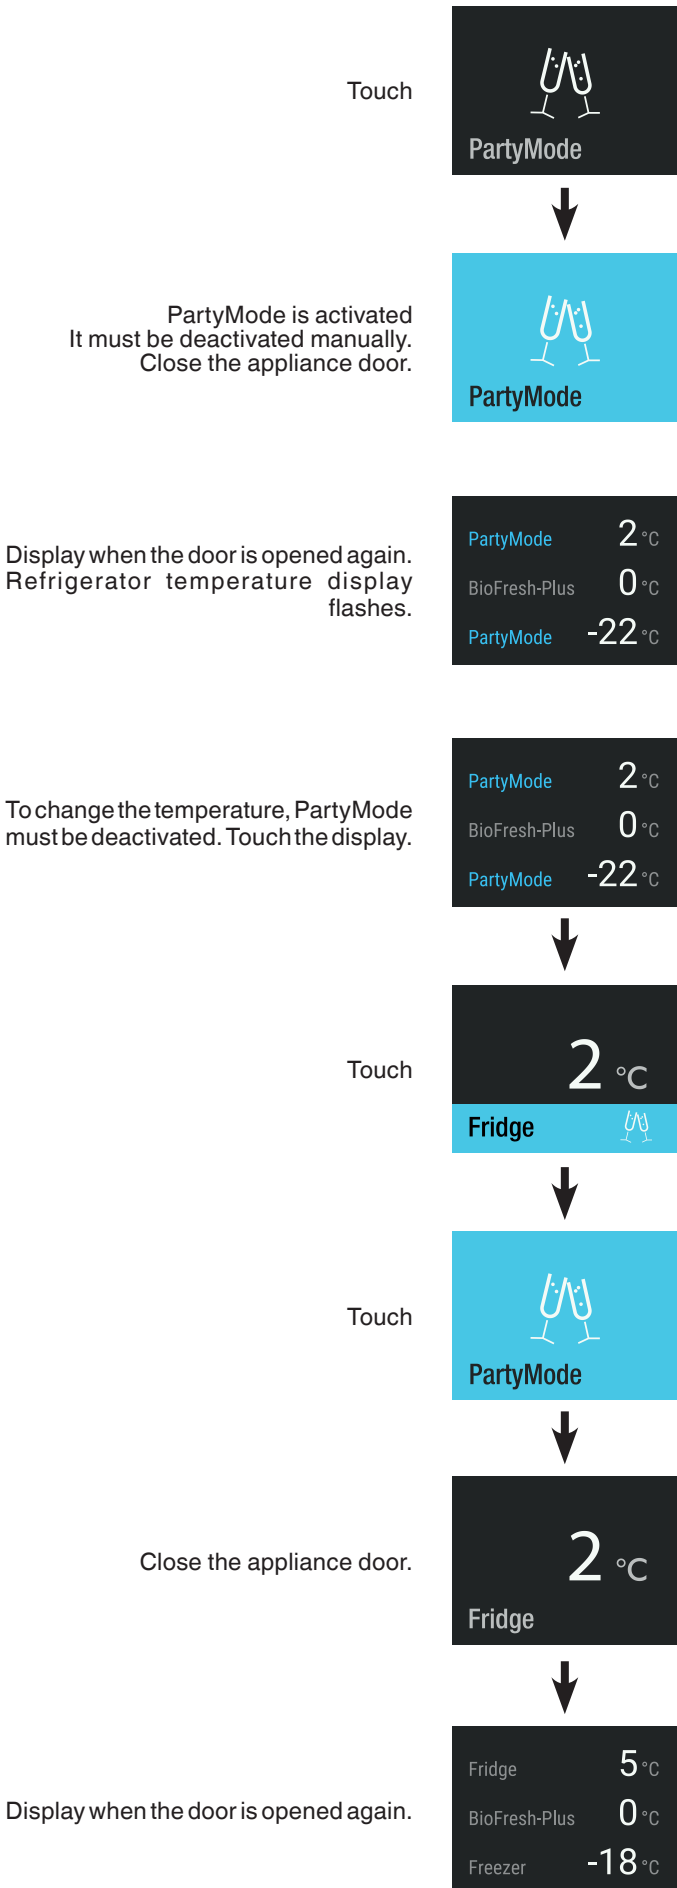 Touch
PartyMode
PartyMode is activated
It must be deactivated manually.
Close the appliance door.
PartyMode
Display when the door is opened again.
Refrigerator temperature display
flashes.
PartyMode 2 °C
BioFresh-Plus 0 °C
PartyMode -22 °C
To change the temperature, PartyMode
must be deactivated. Touch the display.
PartyMode 2 °C
BioFresh-Plus 0 °C
PartyMode -22 °C
Touch
2 °C
Fridge
Touch
PartyMode
Close the appliance door.
2 °C
Fridge
Display when the door is opened again.
Fridge 5 °C
BioFresh-Plus 0 °C
Freezer -18 °C